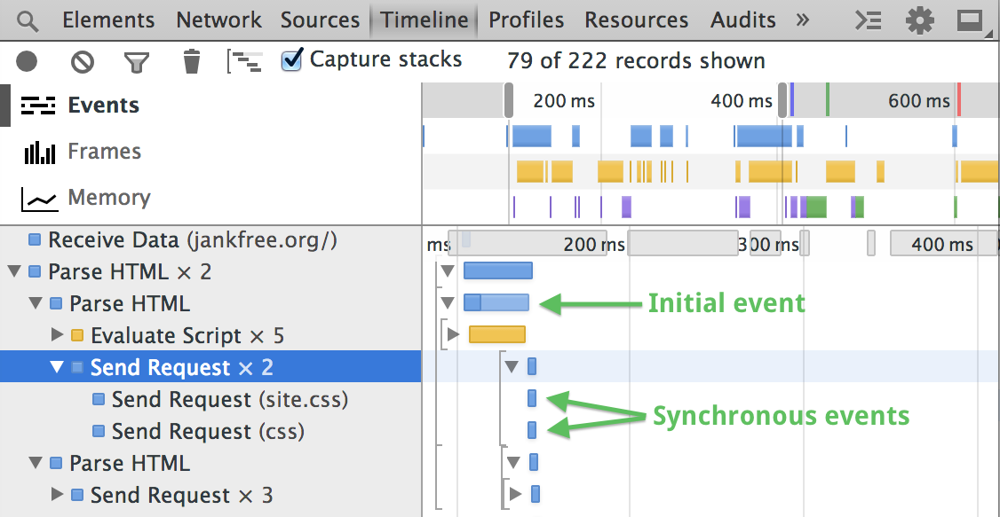 Elements Network Sources Timeline Profiles Resources Audits »
Capture stacks 79 of 222 records shown
Events
Frames
Memory
200 ms 400 ms 600 ms
Receive Data (jankfree.org/)
Parse HTML × 2
Parse HTML
Evaluate Script × 5
Send Request × 2
Send Request (site.css)
Send Request (css)
Parse HTML
Send Request × 3
ms 200 ms 300 ms 400 ms
Initial event
Synchronous events